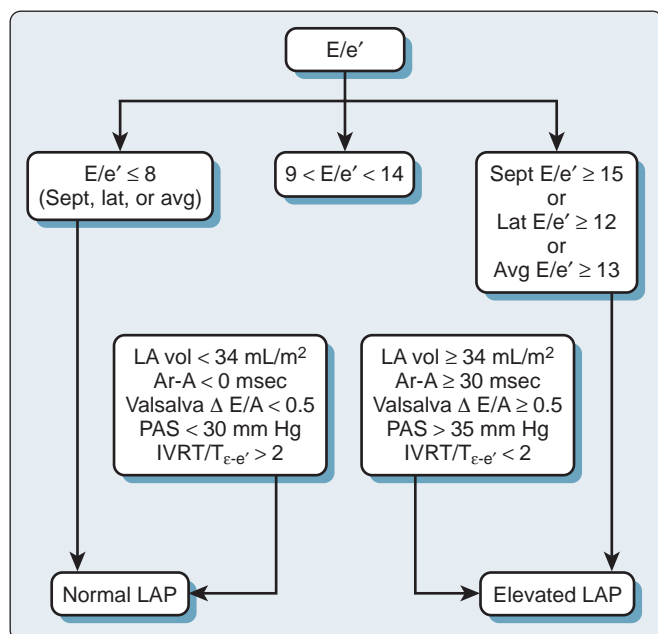 E/e′
E/e′ ≤ 8
(Sept, lat, or avg)
9 < E/e′ < 14
Sept E/e′ ≥ 15
or
Lat E/e′ ≥ 12
or
Avg E/e′ ≥ 13
LA vol < 34 mL/m²
Ar-A < 0 msec
Valsalva Δ E/A < 0.5
PAS < 30 mm Hg
IVRT/Tε-e′ > 2
LA vol ≥ 34 mL/m²
Ar-A ≥ 30 msec
Valsalva Δ E/A ≥ 0.5
PAS > 35 mm Hg
IVRT/Tε-e′ < 2
Normal LAP
Elevated LAP